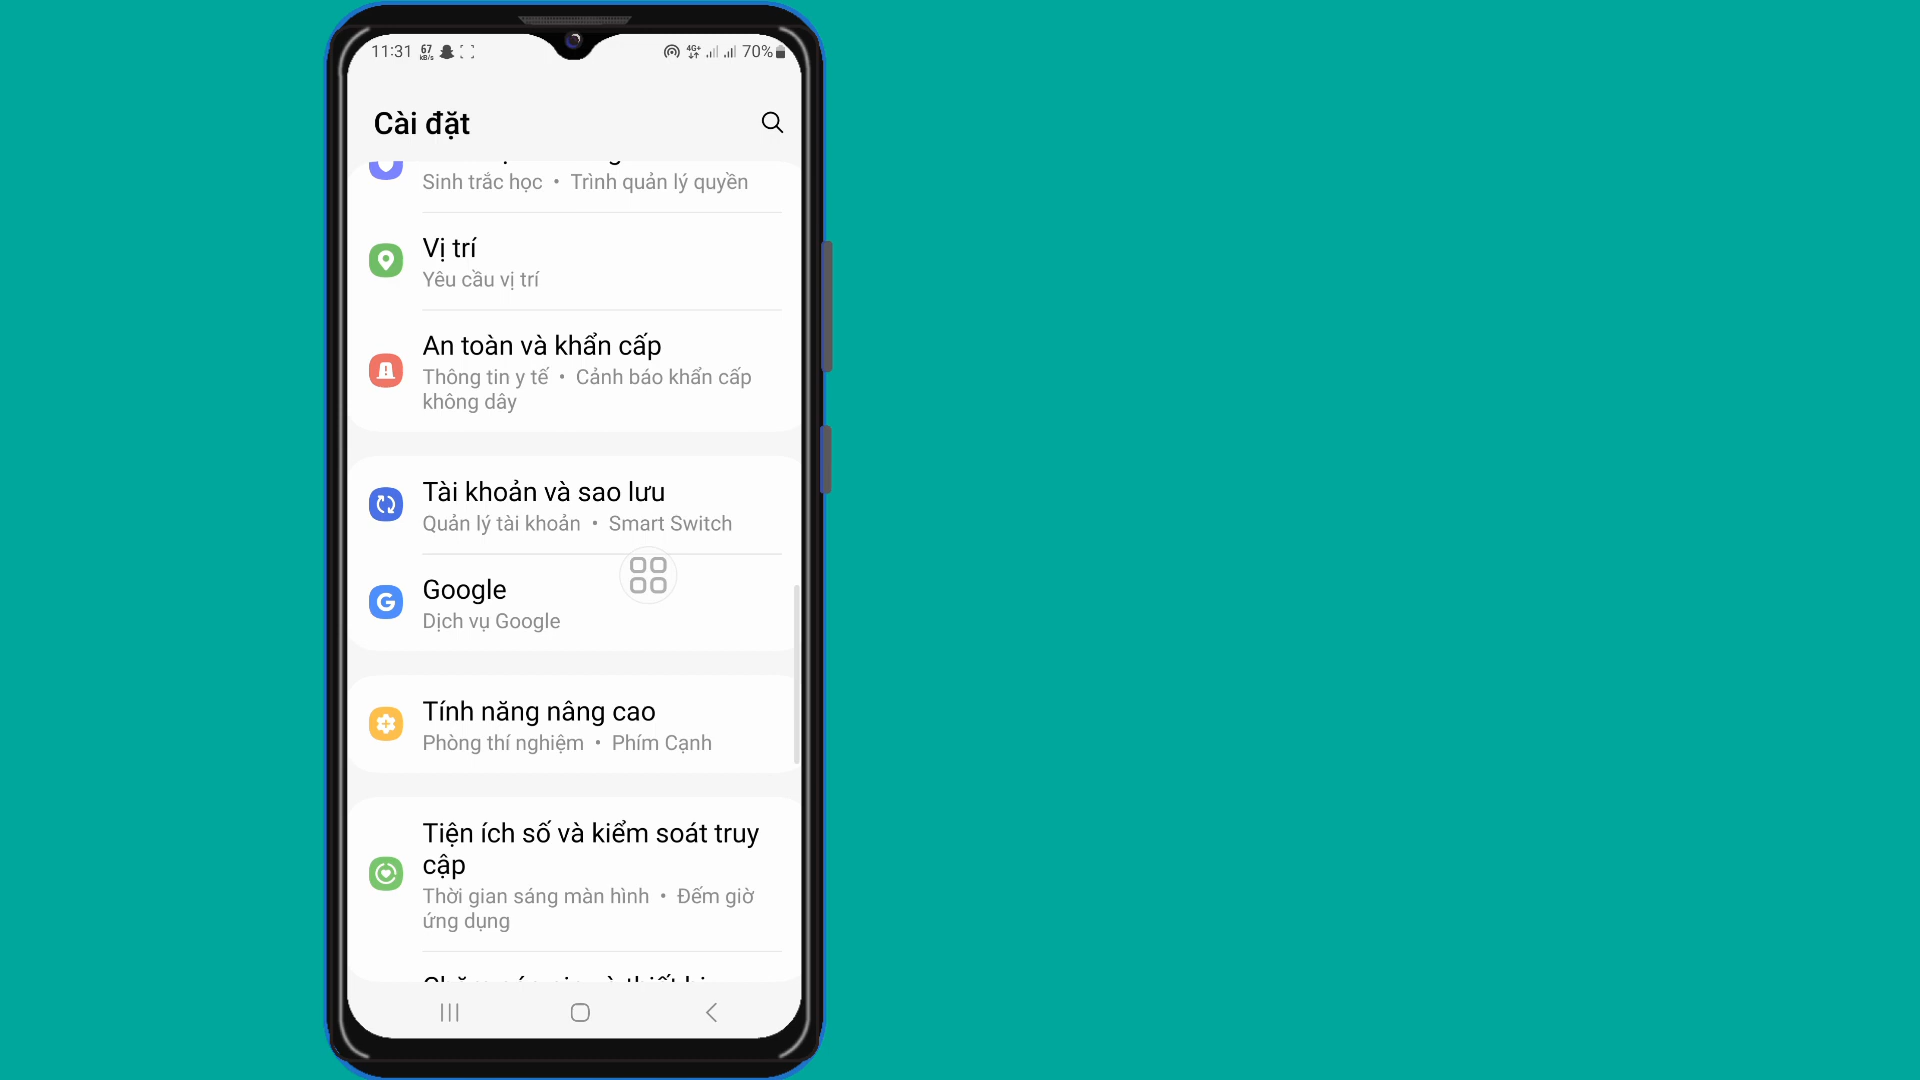 11:31 67 kB/s 4G+ 70%
Cài đặt
Sinh trắc học • Trình quản lý quyền
Vị trí
Yêu cầu vị trí
An toàn và khẩn cấp
Thông tin y tế • Cảnh báo khẩn cấp
không dây
Tài khoản và sao lưu
Quản lý tài khoản • Smart Switch
Google
Dịch vụ Google
Tính năng nâng cao
Phòng thí nghiệm • Phím Cạnh
Tiện ích số và kiểm soát truy
cập
Thời gian sáng màn hình • Đếm giờ
ứng dụng